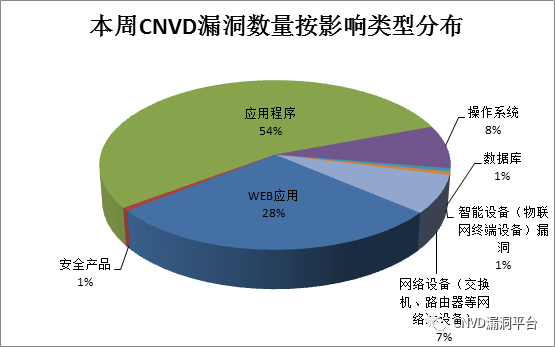 本周CNVD漏洞数量按影响类型分布
应用程序
54%
操作系统
8%
数据库
1%
智能设备（物联
网终端设备）漏
洞
1%
网络设备（交换
机、路由器等网
络端设备）
7%
WEB应用
28%
安全产品
1%
CNVD漏洞平台